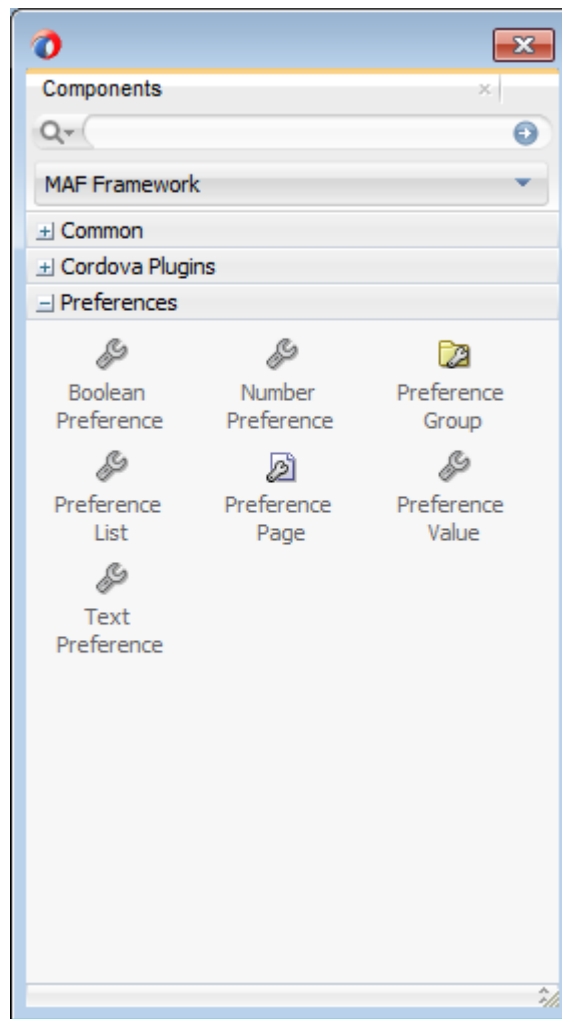 Components
MAF Framework
Common
Cordova Plugins
Preferences
Boolean Preference
Number Preference
Preference Group
Preference List
Preference Page
Preference Value
Text Preference